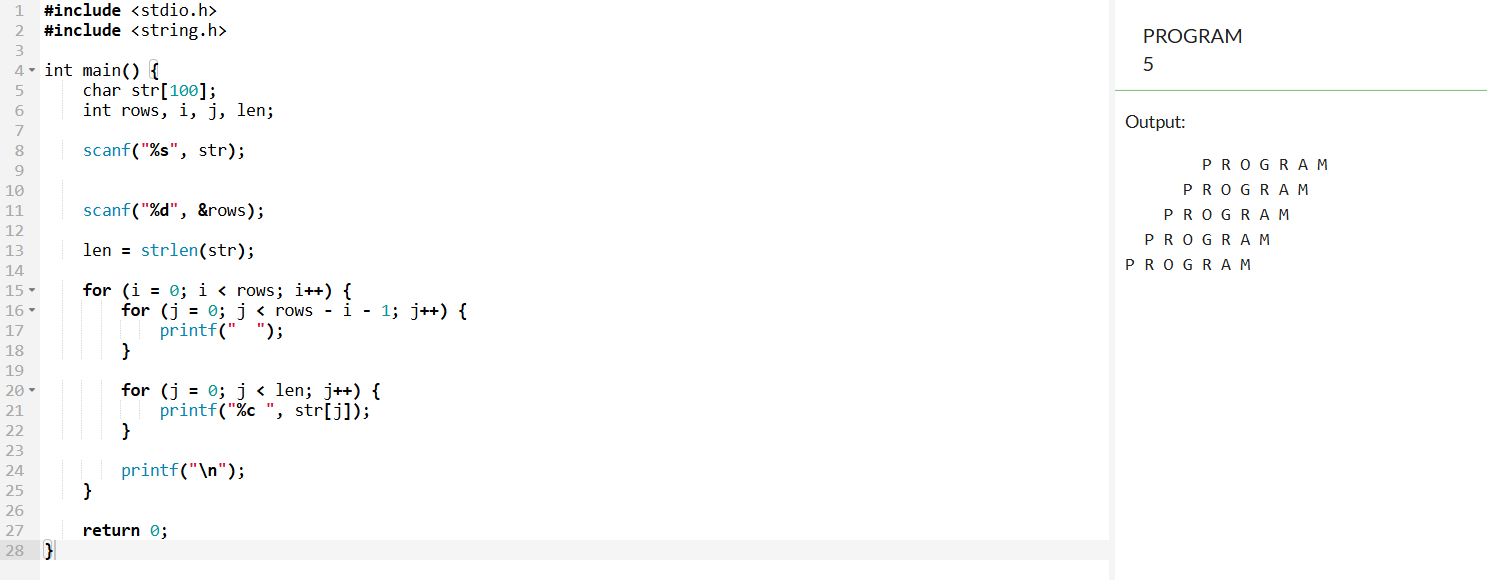 1 #include <stdio.h>
2 #include <string.h>
3
4 int main() {
5     char str[100];
6     int rows, i, j, len;
7
8     scanf("%s", str);
9
10
11     scanf("%d", &rows);
12
13     len = strlen(str);
14
15     for (i = 0; i < rows; i++) {
16         for (j = 0; j < rows - i - 1; j++) {
17             printf("  ");
18         }
19
20         for (j = 0; j < len; j++) {
21             printf("%c ", str[j]);
22         }
23
24         printf("\n");
25     }
26
27     return 0;
28 }
PROGRAM
5
Output:
        P R O G R A M
      P R O G R A M
    P R O G R A M
  P R O G R A M
P R O G R A M